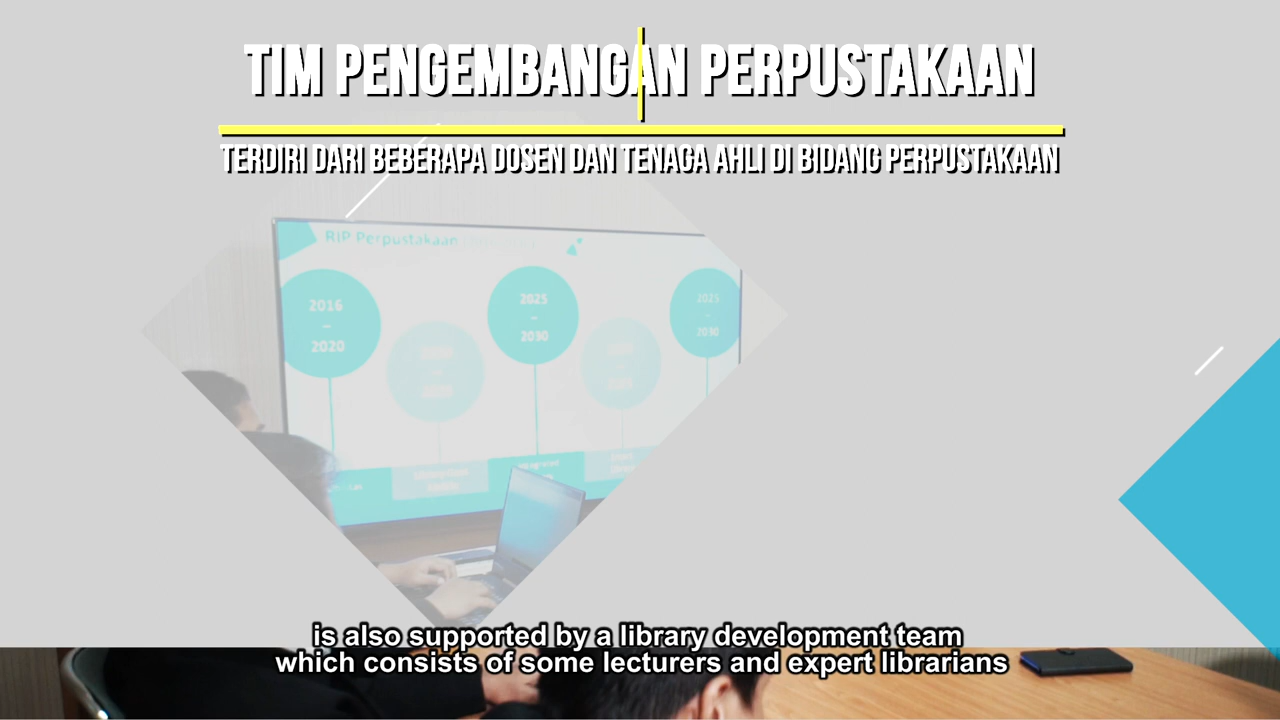 TIM PENGEMBANGAN PERPUSTAKAAN
TERDIRI DARI BEBERAPA DOSEN DAN TENAGA AHLI DI BIDANG PERPUSTAKAAN
RIP Perpustakaan
2016
–
2020
2025
–
2030
2025
–
2030
is also supported by a library development team
which consists of some lecturers and expert librarians